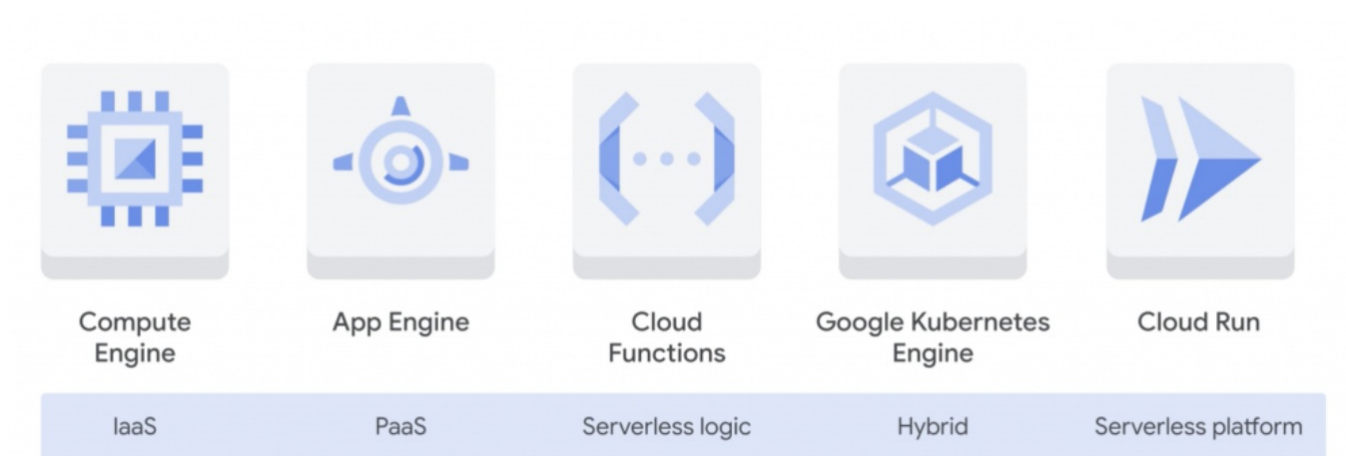 Compute
Engine
App Engine
Cloud
Functions
Google Kubernetes
Engine
Cloud Run
IaaS
PaaS
Serverless logic
Hybrid
Serverless platform